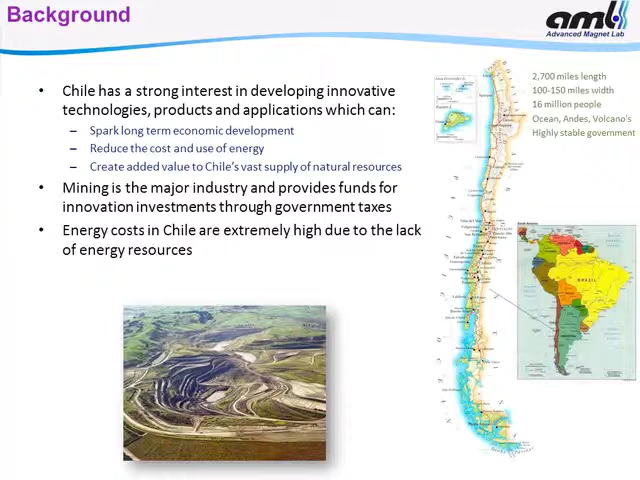 Background
aml
Advanced Magnet Lab
• Chile has a strong interest in developing innovative
technologies, products and applications which can:
– Spark long term economic development
– Reduce the cost and use of energy
– Create added value to Chile's vast supply of natural resources
• Mining is the major industry and provides funds for
innovation investments through government taxes
• Energy costs in Chile are extremely high due to the lack
of energy resources
2,700 miles length
100-150 miles width
16 million people
Ocean, Andes, Volcano's
Highly stable government
South America
BRAZIL